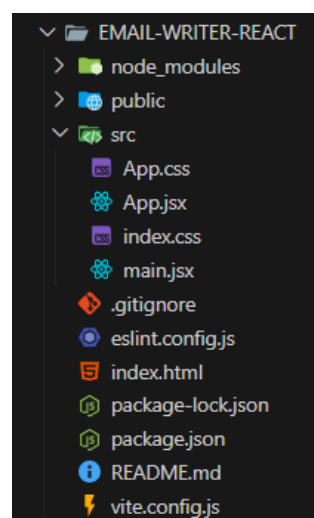 EMAIL-WRITER-REACT
node_modules
public
src
App.css
App.jsx
index.css
main.jsx
.gitignore
eslint.config.js
index.html
package-lock.json
package.json
README.md
vite.config.js